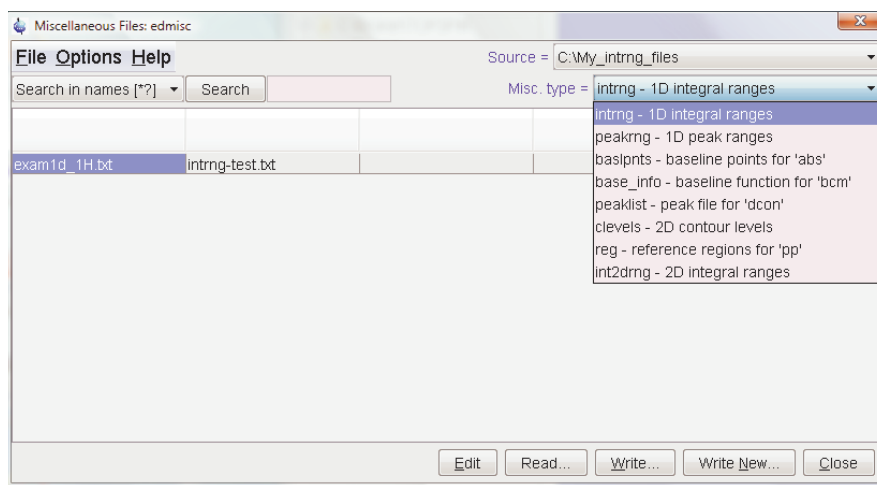 Miscellaneous Files: edmisc
x
File Options Help
Source = C:\My_intrng_files
Search in names [*?] Search
Misc. type = intrng - 1D integral ranges
intrng - 1D integral ranges
peakrng - 1D peak ranges
baslpnts - baseline points for 'abs'
base_info - baseline function for 'bcm'
peaklist - peak file for 'dcon'
clevels - 2D contour levels
reg - reference regions for 'pp'
int2drng - 2D integral ranges
exam1d_1H.txt intrng-test.txt
Edit Read... Write... Write New... Close